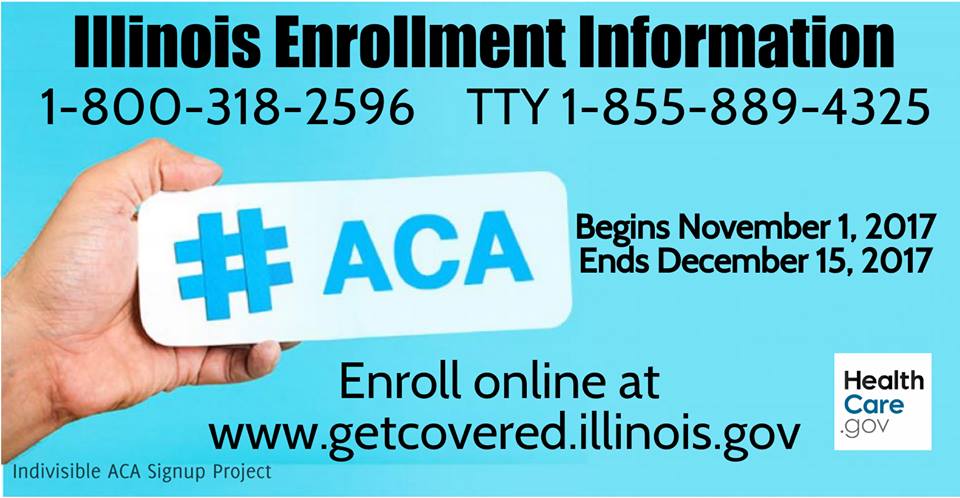 Illinois Enrollment Information
1-800-318-2596 TTY 1-855-889-4325
# ACA
Begins November 1, 2017
Ends December 15, 2017
Enroll online at
www.getcovered.illinois.gov
Health
Care
.gov
Indivisible ACA Signup Project